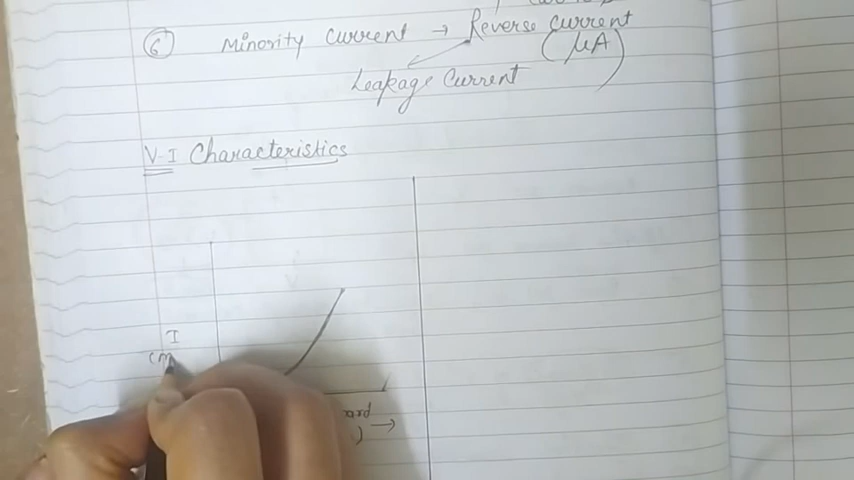 6 Minority Current → Reverse Current
(µA)
Leakage Current
V-I Characteristics
I
(m